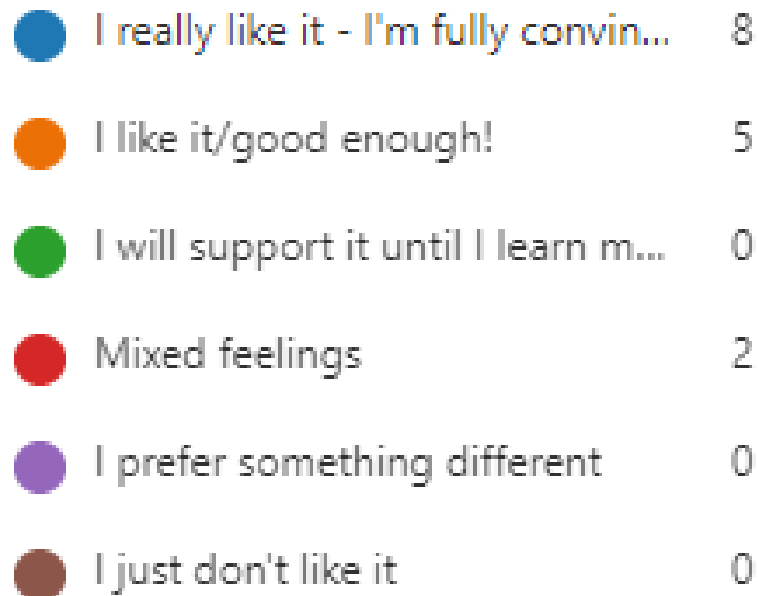 I really like it - I'm fully convin... 8
I like it/good enough! 5
I will support it until I learn m... 0
Mixed feelings 2
I prefer something different 0
I just don't like it 0